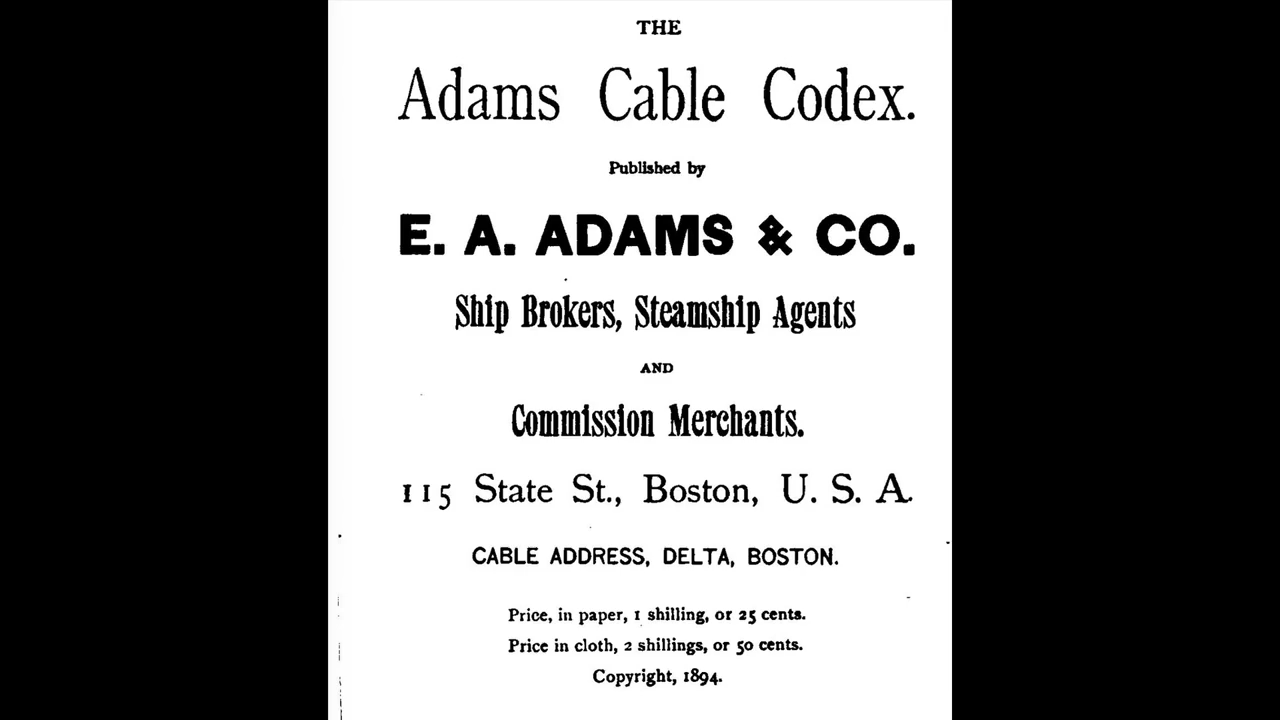 THE
Adams Cable Codex.
Published by
E. A. ADAMS & CO.
Ship Brokers, Steamship Agents
AND
Commission Merchants.
115 State St., Boston, U. S. A.
CABLE ADDRESS, DELTA, BOSTON.
Price, in paper, 1 shilling, or 25 cents.
Price in cloth, 2 shillings, or 50 cents.
Copyright, 1894.